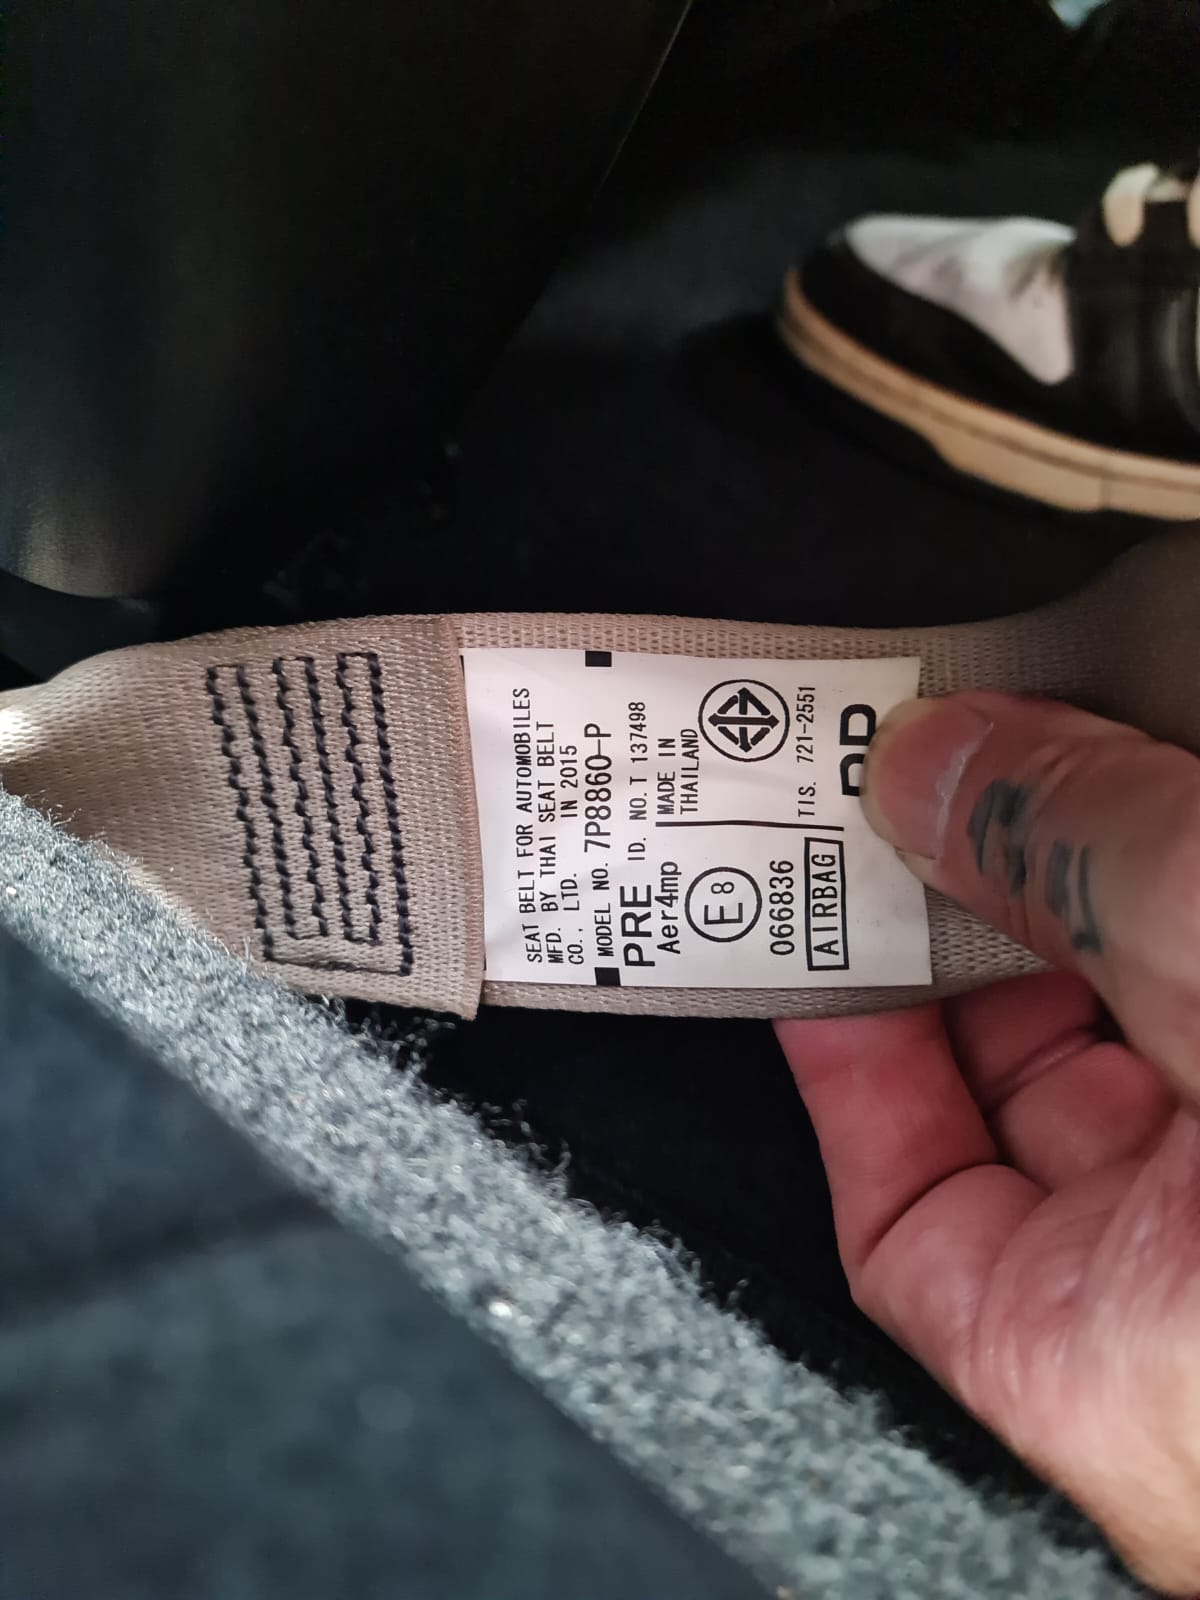 SEAT BELT FOR AUTOMOBILES
MFD. BY THAI SEAT BELT
CO., LTD. IN 2015
MODEL NO. 7P8860-P
PRE ID. NO. T 137498
Aer4mp
MADE IN
THAILAND
E8
066836
TIS. 721-2551
AIRBAG